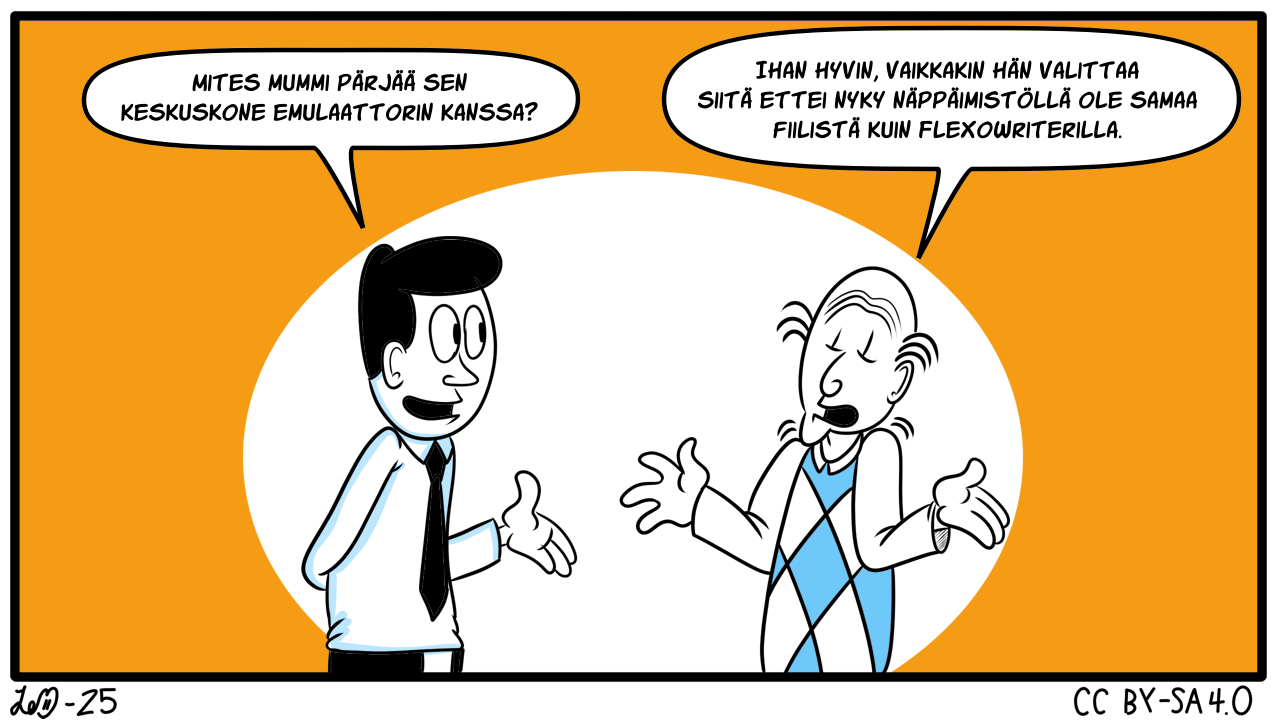 MITES MUMMI PÄRJÄÄ SEN
KESKUSKONE EMULAATTORIN KANSSA?
IHAN HYVIN, VAIKKAKIN HÄN VALITTAA
SIITÄ ETTEI NYKY NÄPPÄIMISTÖLLÄ OLE SAMAA
FIILISTÄ KUIN FLEXOWRITERILLA.
-25
CC BY-SA 4.0